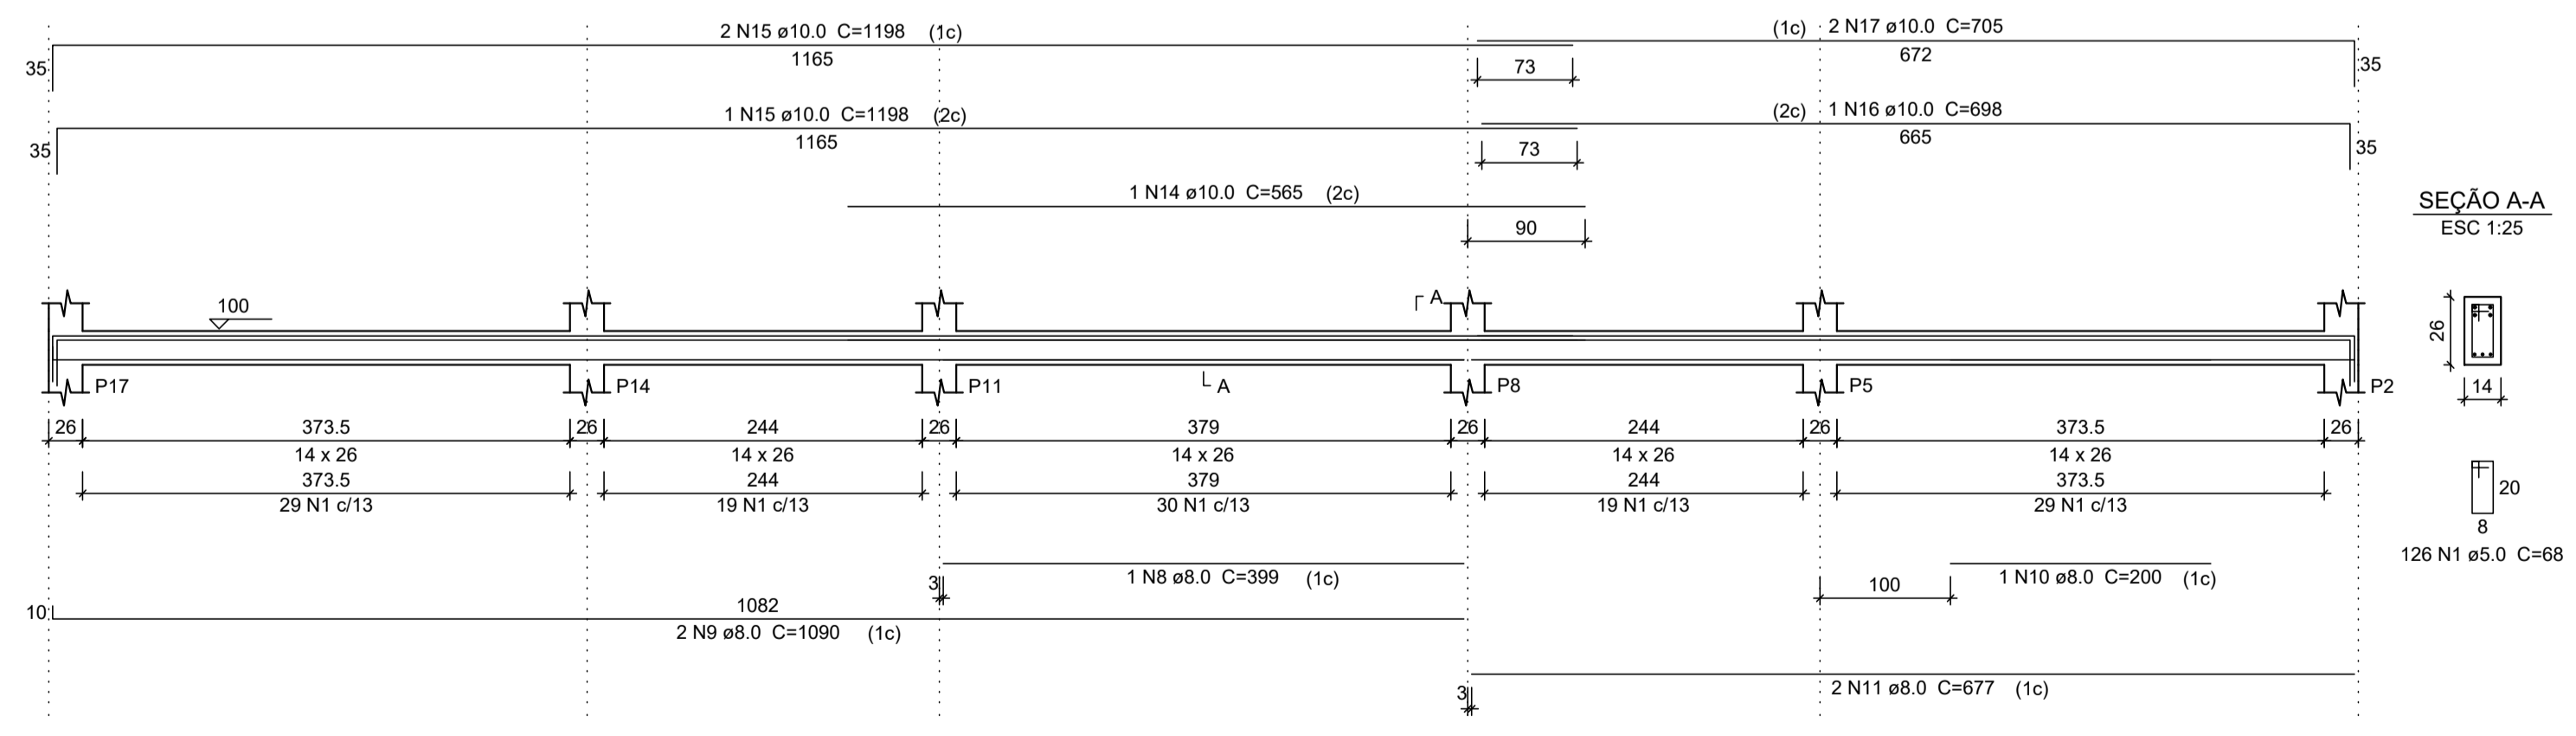 2 N15 ø10.0 C=1198 (1c)
(1c) 2 N17 ø10.0 C=705
35
1165
73
672
35
1 N15 ø10.0 C=1198 (2c)
(2c) 1 N16 ø10.0 C=698
35
1165
73
665
35
1 N14 ø10.0 C=565 (2c)
90
SEÇÃO A-A
ESC 1:25
100
A
26
P17
P14
P11
A
P8
P5
P2
14
26 373.5 26 244 26 379 26 244 26 373.5 26
14 x 26 14 x 26 14 x 26 14 x 26 14 x 26
373.5 244 379 244 373.5
29 N1 c/13 19 N1 c/13 30 N1 c/13 19 N1 c/13 29 N1 c/13
20
8
126 N1 ø5.0 C=68
3
1 N8 ø8.0 C=399 (1c)
100
1 N10 ø8.0 C=200 (1c)
10
1082
2 N9 ø8.0 C=1090 (1c)
3
2 N11 ø8.0 C=677 (1c)